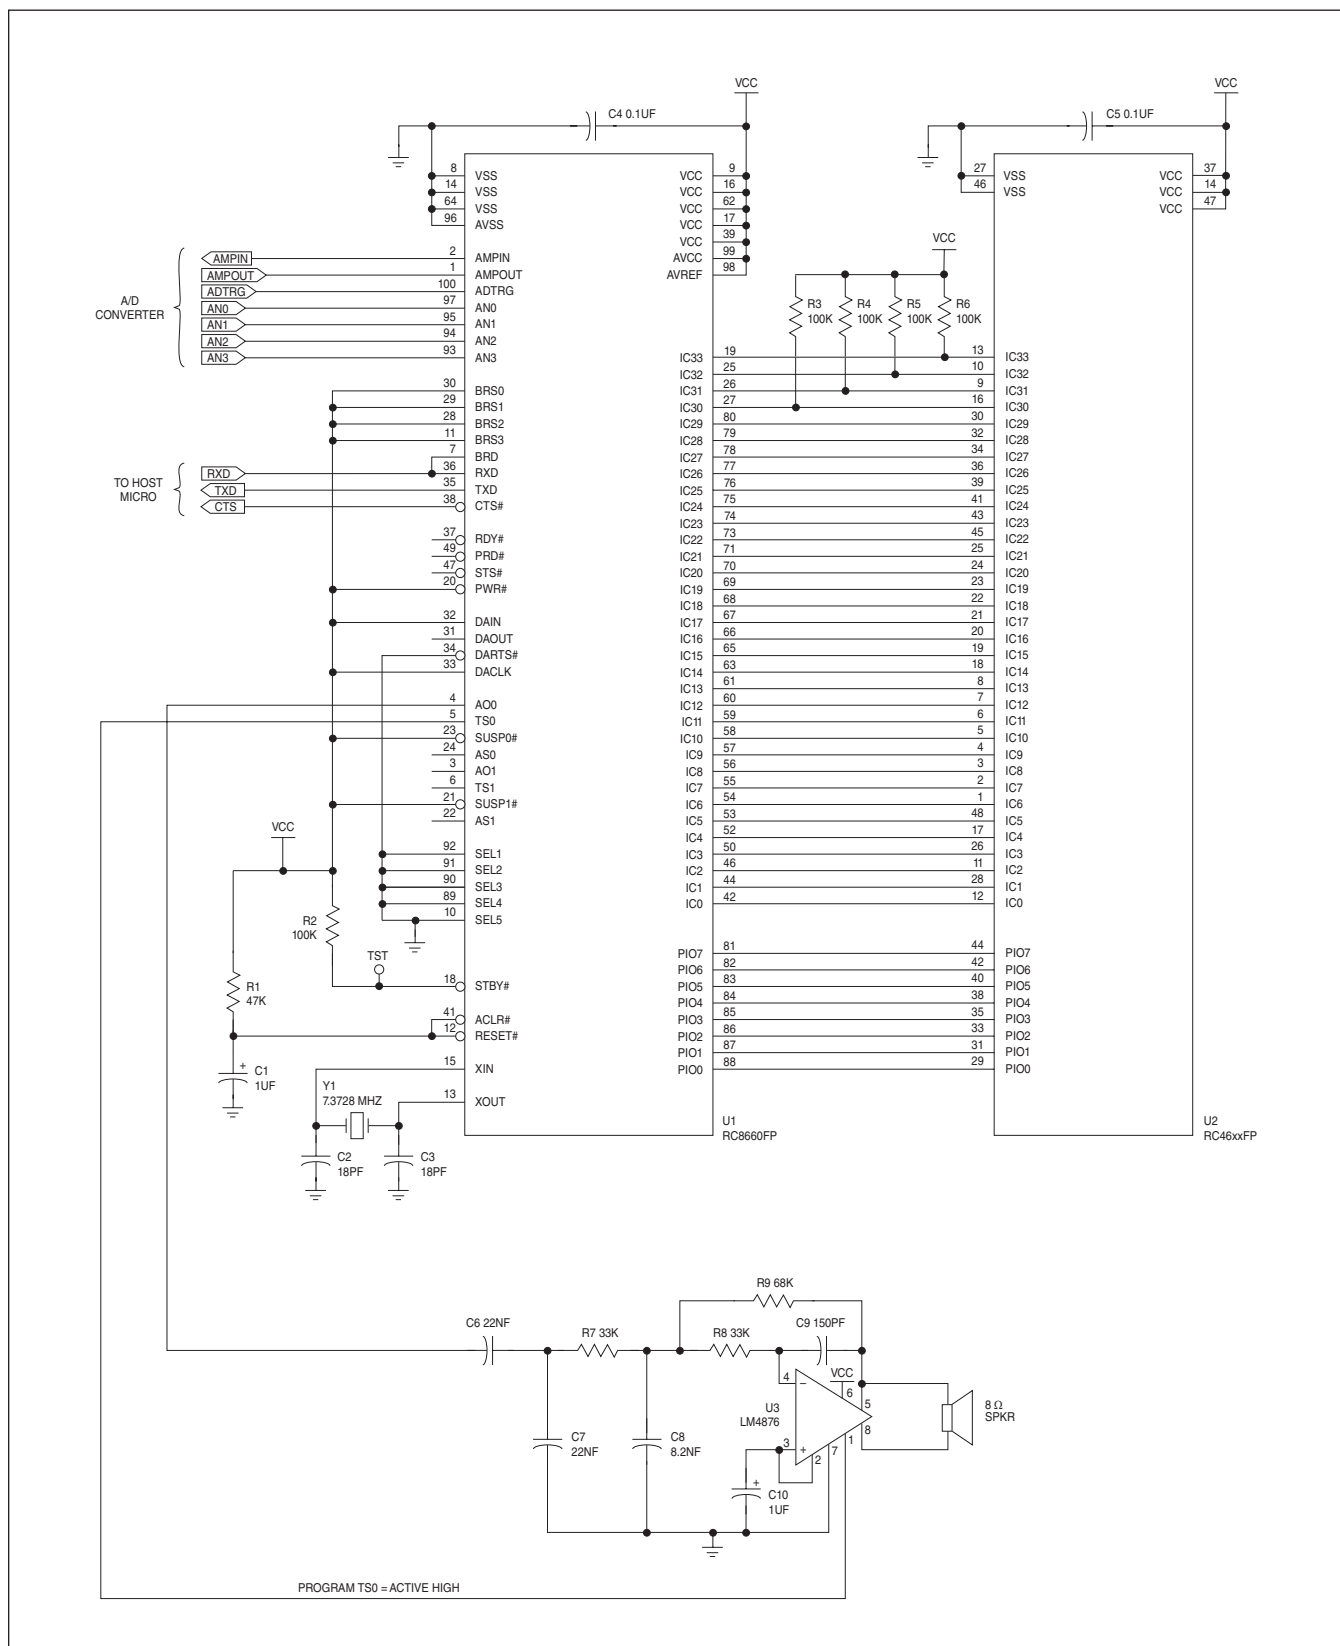 VCC
VCC
C4 0.1UF
C5 0.1UF
8 VSS
14 VSS
64 VSS
96 AVSS
VCC 9
VCC 16
VCC 62
VCC 17
VCC 39
AVCC 99
AVREF 98
27 VSS
46 VSS
VCC 37
VCC 14
VCC 47
A/D
CONVERTER
AMPIN 2 AMPIN
AMPOUT 1 AMPOUT
ADTRG 100 ADTRG
AN0 97 AN0
AN1 95 AN1
AN2 94 AN2
AN3 93 AN3
VCC
R3
100K
R4
100K
R5
100K
R6
100K
30 BRS0
29 BRS1
28 BRS2
11 BRS3
7 BRD
TO HOST
MICRO
RXD 36 RXD
TXD 35 TXD
CTS 38 CTS#
37 RDY#
49 PRD#
47 STS#
20 PWR#
32 DAIN
31 DAOUT
34 DARTS#
33 DACLK
4 AO0
5 TS0
23 SUSP0#
24 AS0
3 AO1
6 TS1
21 SUSP1#
22 AS1
92 SEL1
91 SEL2
90 SEL3
89 SEL4
10 SEL5
VCC
R2
100K
TST
18 STBY#
R1
47K
41 ACLR#
12 RESET#
15 XIN
+ C1
1UF
Y1
7.3728 MHZ
13 XOUT
C2
18PF
C3
18PF
IC33 19 13 IC33
IC32 25 10 IC32
IC31 26 9 IC31
IC30 27 16 IC30
IC29 80 30 IC29
IC28 79 32 IC28
IC27 78 34 IC27
IC26 77 36 IC26
IC25 76 39 IC25
IC24 75 41 IC24
IC23 74 43 IC23
IC22 73 45 IC22
IC21 71 25 IC21
IC20 70 24 IC20
IC19 69 23 IC19
IC18 68 22 IC18
IC17 67 21 IC17
IC16 66 20 IC16
IC15 65 19 IC15
IC14 63 18 IC14
IC13 61 8 IC13
IC12 60 7 IC12
IC11 59 6 IC11
IC10 58 5 IC10
IC9 57 4 IC9
IC8 56 3 IC8
IC7 55 2 IC7
IC6 54 1 IC6
IC5 53 48 IC5
IC4 52 17 IC4
IC3 50 26 IC3
IC2 46 11 IC2
IC1 44 28 IC1
IC0 42 12 IC0
PIO7 81 44 PIO7
PIO6 82 42 PIO6
PIO5 83 40 PIO5
PIO4 84 38 PIO4
PIO3 85 35 PIO3
PIO2 86 33 PIO2
PIO1 87 31 PIO1
PIO0 88 29 PIO0
U1
RC8660FP
U2
RC46xxFP
R9 68K
C6 22NF
R7 33K
R8 33K
C9 150PF
VCC
4 −
6
U3
LM4876
5
8
8 Ω
SPKR
C7
22NF
C8
8.2NF
3 +
2
7
1
+
C10
1UF
PROGRAM TS0 = ACTIVE HIGH